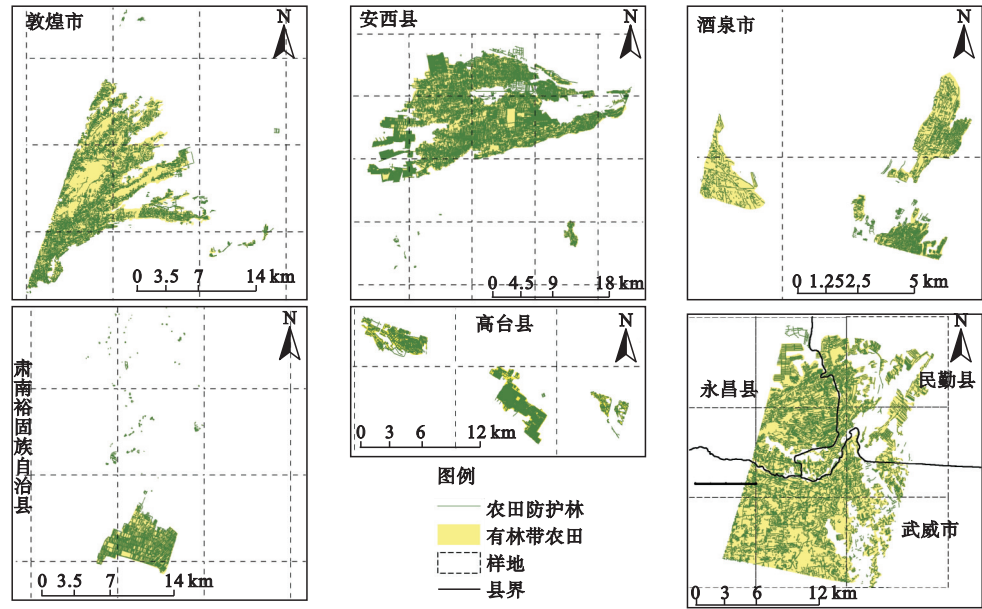 敦煌市
N
0 3.5 7 14 km
安西县
N
0 4.5 9 18 km
酒泉市
N
0 1.252.5 5 km
肃南裕固族自治县
N
0 3.5 7 14 km
高台县
N
0 3 6 12 km
永昌县
N
民勤县
武威市
0 3 6 12 km
图例
农田防护林
有林带农田
样地
县界